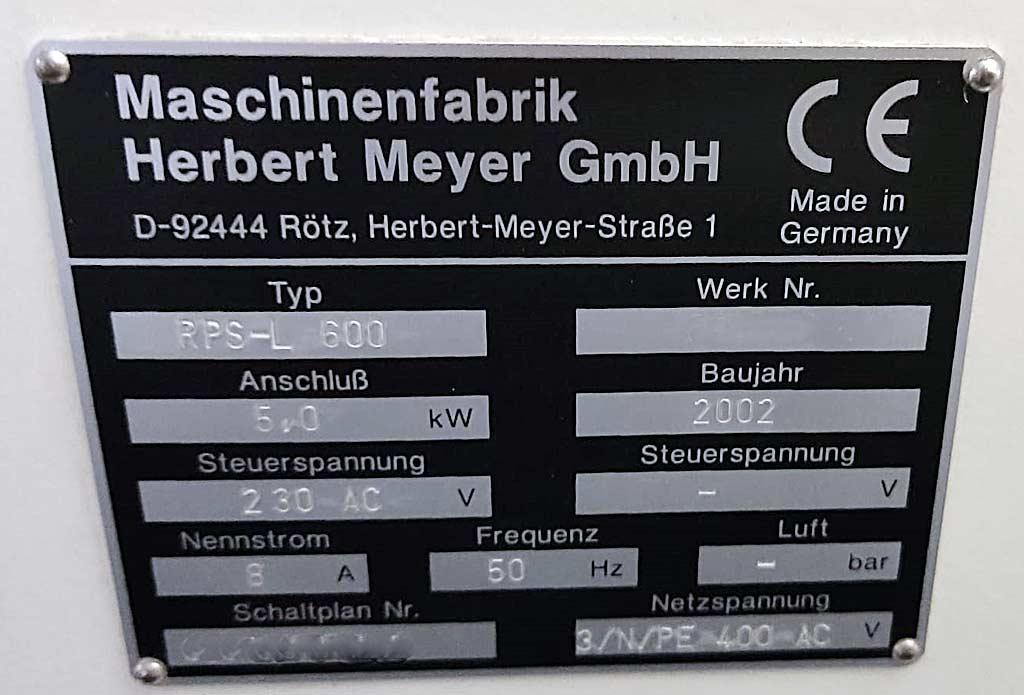 Maschinenfabrik
Herbert Meyer GmbH
D-92444 Rötz, Herbert-Meyer-Straße 1
CE
Made in
Germany
Typ
RPS-L 600
Werk Nr.
Anschluß
5,0 kW
Baujahr
2002
Steuerspannung
230 AC V
Steuerspannung
- V
Nennstrom
8 A
Frequenz
50 Hz
Luft
- bar
Schaltplan Nr.
Netzspannung
3/N/PE 400 AC V